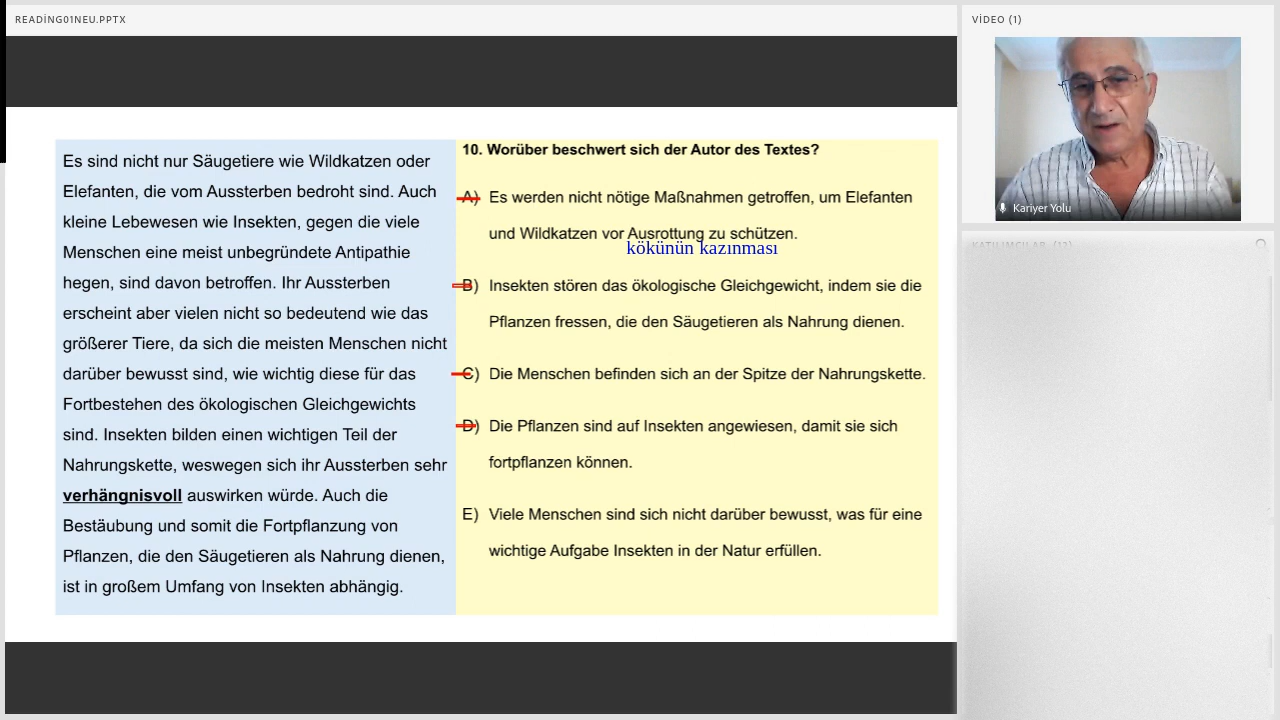 READİNG01NEU.PPTX
Es sind nicht nur Säugetiere wie Wildkatzen oder
Elefanten, die vom Aussterben bedroht sind. Auch
kleine Lebewesen wie Insekten, gegen die viele
Menschen eine meist unbegründete Antipathie
hegen, sind davon betroffen. Ihr Aussterben
erscheint aber vielen nicht so bedeutend wie das
größerer Tiere, da sich die meisten Menschen nicht
darüber bewusst sind, wie wichtig diese für das
Fortbestehen des ökologischen Gleichgewichts
sind. Insekten bilden einen wichtigen Teil der
Nahrungskette, weswegen sich ihr Aussterben sehr
verhängnisvoll auswirken würde. Auch die
Bestäubung und somit die Fortpflanzung von
Pflanzen, die den Säugetieren als Nahrung dienen,
ist in großem Umfang von Insekten abhängig.
10. Worüber beschwert sich der Autor des Textes?
A) Es werden nicht nötige Maßnahmen getroffen, um Elefanten
und Wildkatzen vor Ausrottung zu schützen.
kökünün kazınması
B) Insekten stören das ökologische Gleichgewicht, indem sie die
Pflanzen fressen, die den Säugetieren als Nahrung dienen.
C) Die Menschen befinden sich an der Spitze der Nahrungskette.
D) Die Pflanzen sind auf Insekten angewiesen, damit sie sich
fortpflanzen können.
E) Viele Menschen sind sich nicht darüber bewusst, was für eine
wichtige Aufgabe Insekten in der Natur erfüllen.
VİDEO (1)
Kariyer Yolu